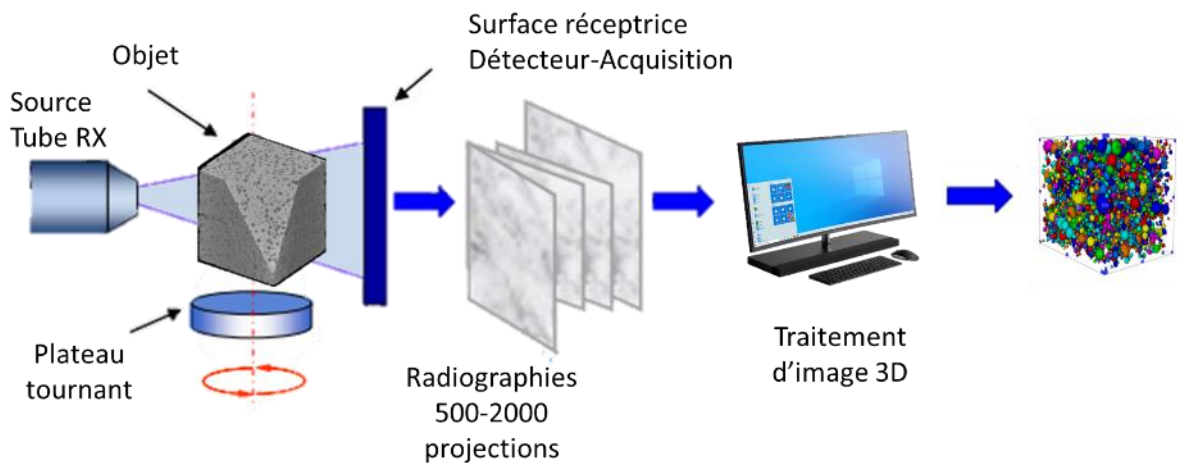 Surface réceptrice
Détecteur-Acquisition
Objet
Source
Tube RX
Plateau
tournant
Radiographies
500-2000
projections
Traitement
d’image 3D